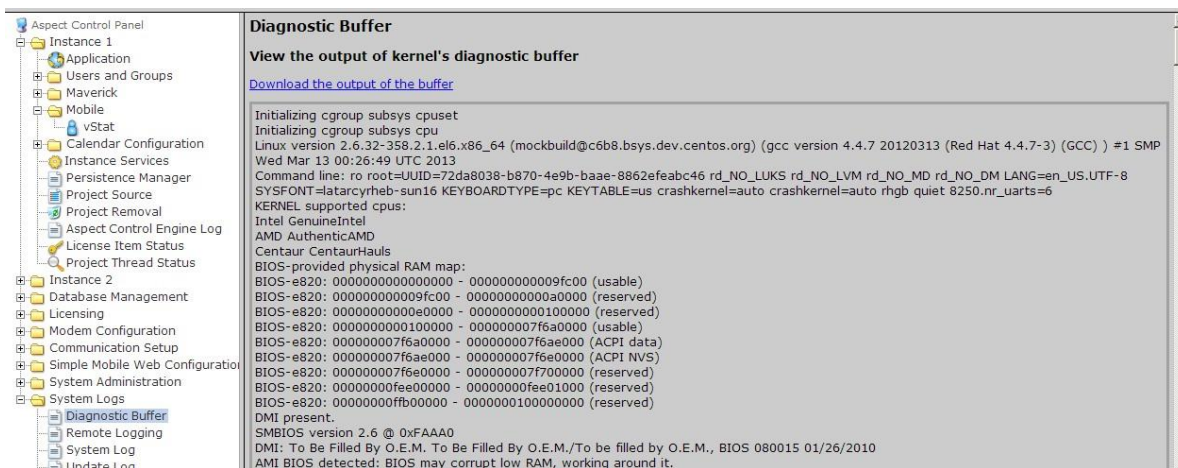 Aspect Control Panel
Instance 1
Application
Users and Groups
Maverick
Mobile
vStat
Calendar Configuration
Instance Services
Persistence Manager
Project Source
Project Removal
Aspect Control Engine Log
License Item Status
Project Thread Status
Instance 2
Database Management
Licensing
Modem Configuration
Communication Setup
Simple Mobile Web Configuration
System Administration
System Logs
Diagnostic Buffer
Remote Logging
System Log
Update Log
Diagnostic Buffer
View the output of kernel's diagnostic buffer
Download the output of the buffer
Initializing cgroup subsys cpuset
Initializing cgroup subsys cpu
Linux version 2.6.32-358.2.1.el6.x86_64 (mockbuild@c6b8.bsys.dev.centos.org) (gcc version 4.4.7 20120313 (Red Hat 4.4.7-3) (GCC) ) #1 SMP
Wed Mar 13 00:26:49 UTC 2013
Command line: ro root=UUID=72da8038-b870-4e9b-baae-8862efeabc46 rd_NO_LUKS rd_NO_LVM rd_NO_MD rd_NO_DM LANG=en_US.UTF-8
SYSFONT=latarcyrheb-sun16 KEYBOARDTYPE=pc KEYTABLE=us crashkernel=auto crashkernel=auto rhgb quiet 8250.nr_uarts=6
KERNEL supported cpus:
Intel GenuineIntel
AMD AuthenticAMD
Centaur CentaurHauls
BIOS-provided physical RAM map:
BIOS-e820: 0000000000000000 - 000000000009fc00 (usable)
BIOS-e820: 000000000009fc00 - 00000000000a0000 (reserved)
BIOS-e820: 00000000000e0000 - 0000000000100000 (reserved)
BIOS-e820: 0000000000100000 - 000000007f6a0000 (usable)
BIOS-e820: 000000007f6a0000 - 000000007f6ae000 (ACPI data)
BIOS-e820: 000000007f6ae000 - 000000007f6e0000 (ACPI NVS)
BIOS-e820: 000000007f6e0000 - 000000007f700000 (reserved)
BIOS-e820: 00000000fee00000 - 00000000fee01000 (reserved)
BIOS-e820: 00000000ffb00000 - 0000000100000000 (reserved)
DMI present.
SMBIOS version 2.6 @ 0xFAAA0
DMI: To Be Filled By O.E.M. To Be Filled By O.E.M./To be filled by O.E.M., BIOS 080015 01/26/2010
AMI BIOS detected: BIOS may corrupt low RAM, working around it.